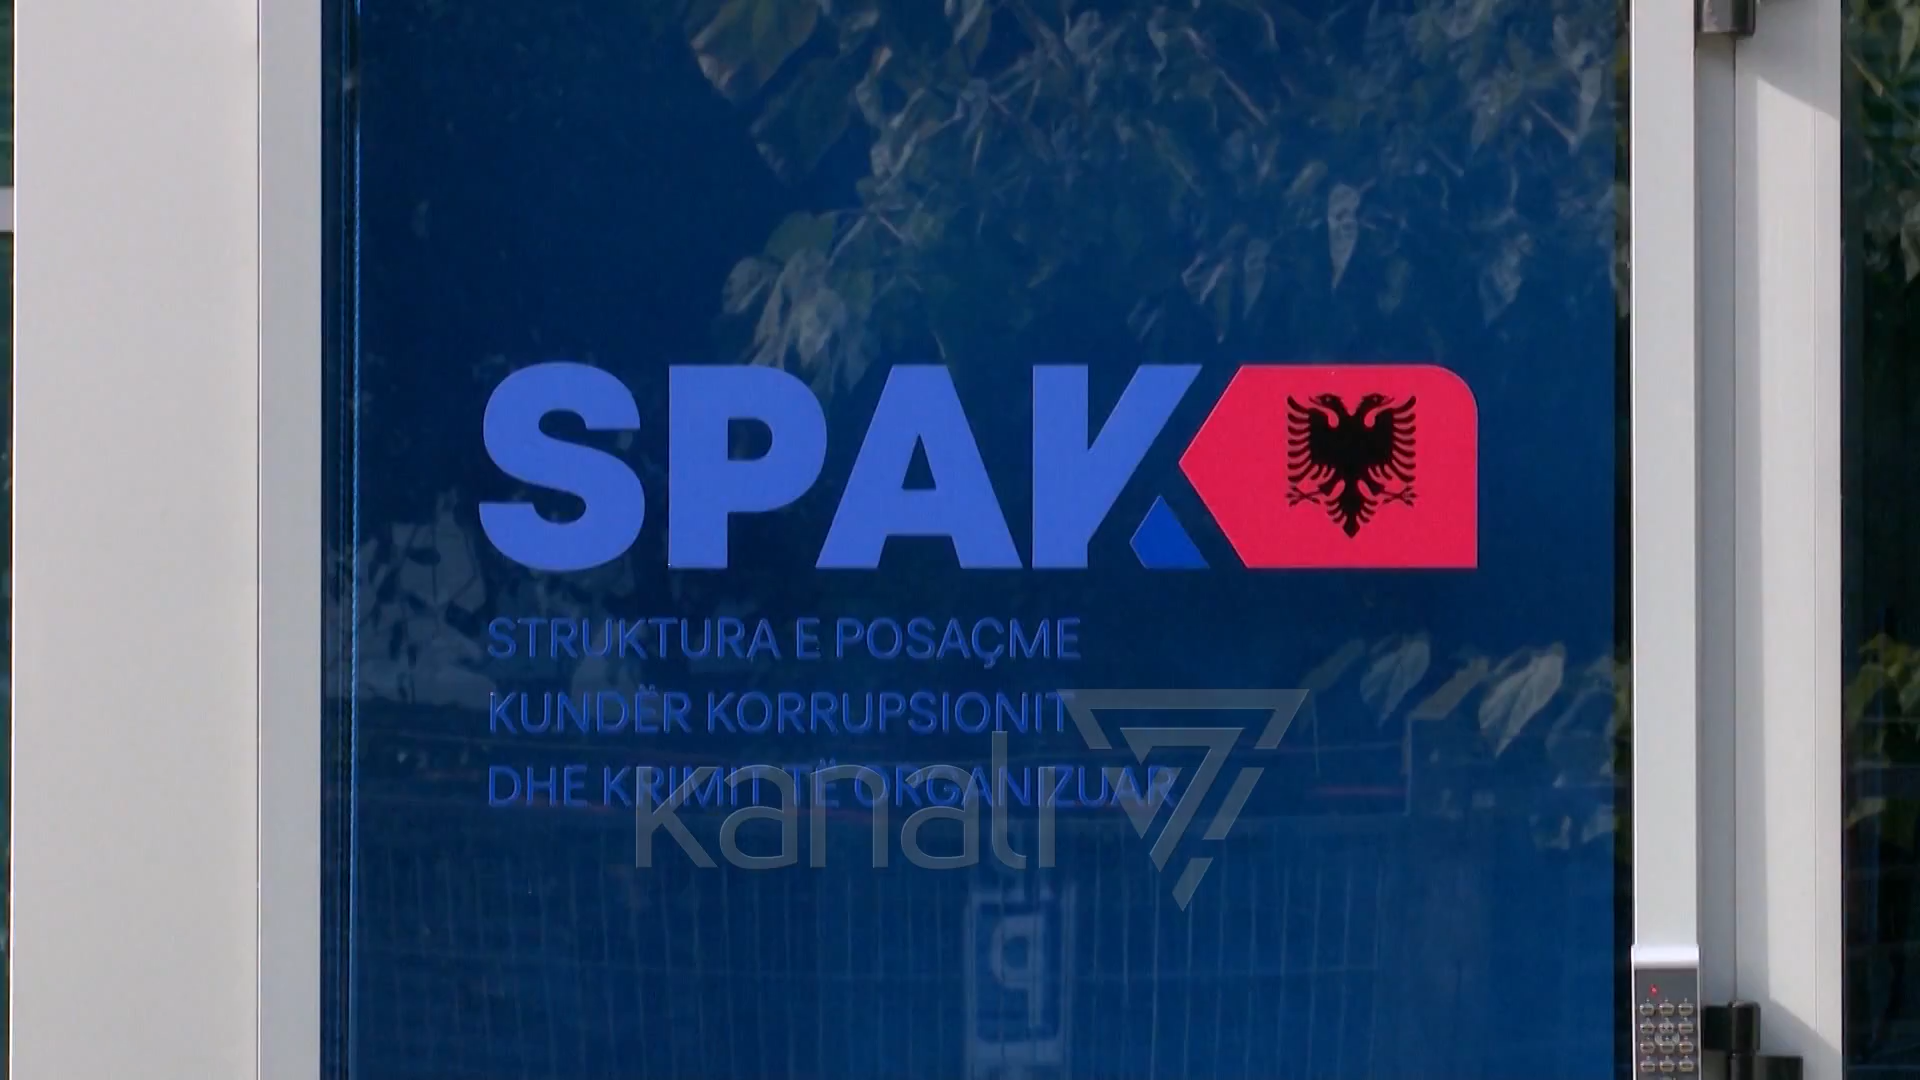 SPAK
STRUKTURA E POSAÇME
KUNDËR KORRUPSIONIT
DHE KRIMIT TË ORGANIZUAR
kanali 7